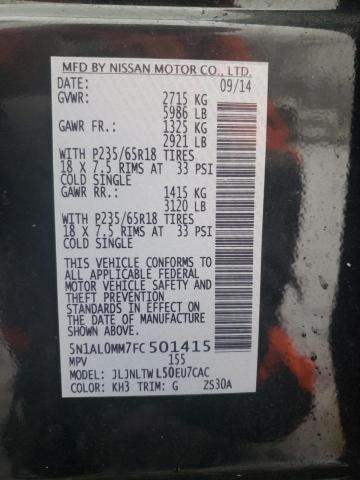 MFD BY NISSAN MOTOR CO., LTD.
DATE: 09/14
GVWR: 2715 KG
5986 LB
GAWR FR.: 1325 KG
2921 LB
WITH P235/65R18 TIRES
18 X 7.5 RIMS AT 33 PSI
COLD SINGLE
GAWR RR.: 1415 KG
3120 LB
WITH P235/65R18 TIRES
18 X 7.5 RIMS AT 33 PSI
COLD SINGLE
THIS VEHICLE CONFORMS TO
ALL APPLICABLE FEDERAL
MOTOR VEHICLE SAFETY AND
THEFT PREVENTION
STANDARDS IN EFFECT ON
THE DATE OF MANUFACTURE
SHOWN ABOVE.
5N1AL0MM7FC501415
MPV 155
MODEL: JLJNLTWL50EU7CAC
COLOR: KH3 TRIM: G ZS30A